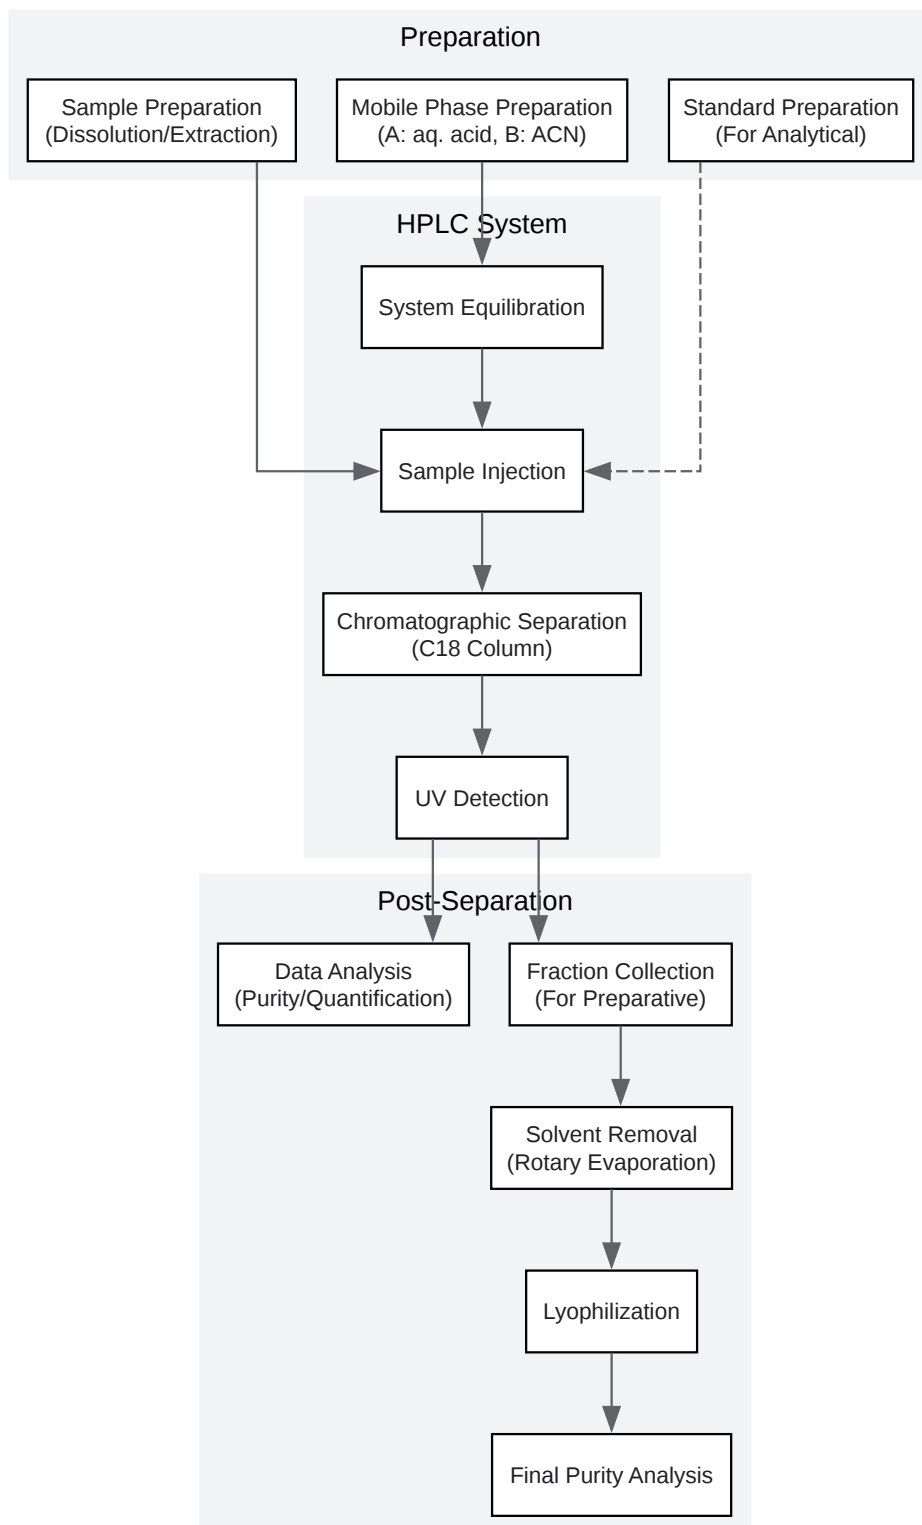 Preparation
Sample Preparation
(Dissolution/Extraction)
Mobile Phase Preparation
(A: aq. acid, B: ACN)
Standard Preparation
(For Analytical)
HPLC System
System Equilibration
Sample Injection
Chromatographic Separation
(C18 Column)
UV Detection
Post-Separation
Data Analysis
(Purity/Quantification)
Fraction Collection
(For Preparative)
Solvent Removal
(Rotary Evaporation)
Lyophilization
Final Purity Analysis